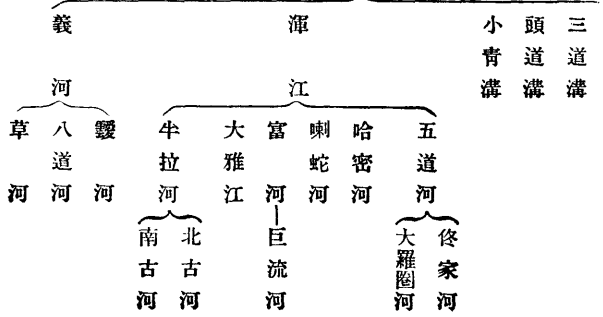 三道溝
頭道溝
小青溝
渾江
五道河
佟家河
大羅圈河
哈密河
喇蛄河
富河
巨流河
大雅江
半拉河
北古河
南古河
義河
靉河
八道河
草河